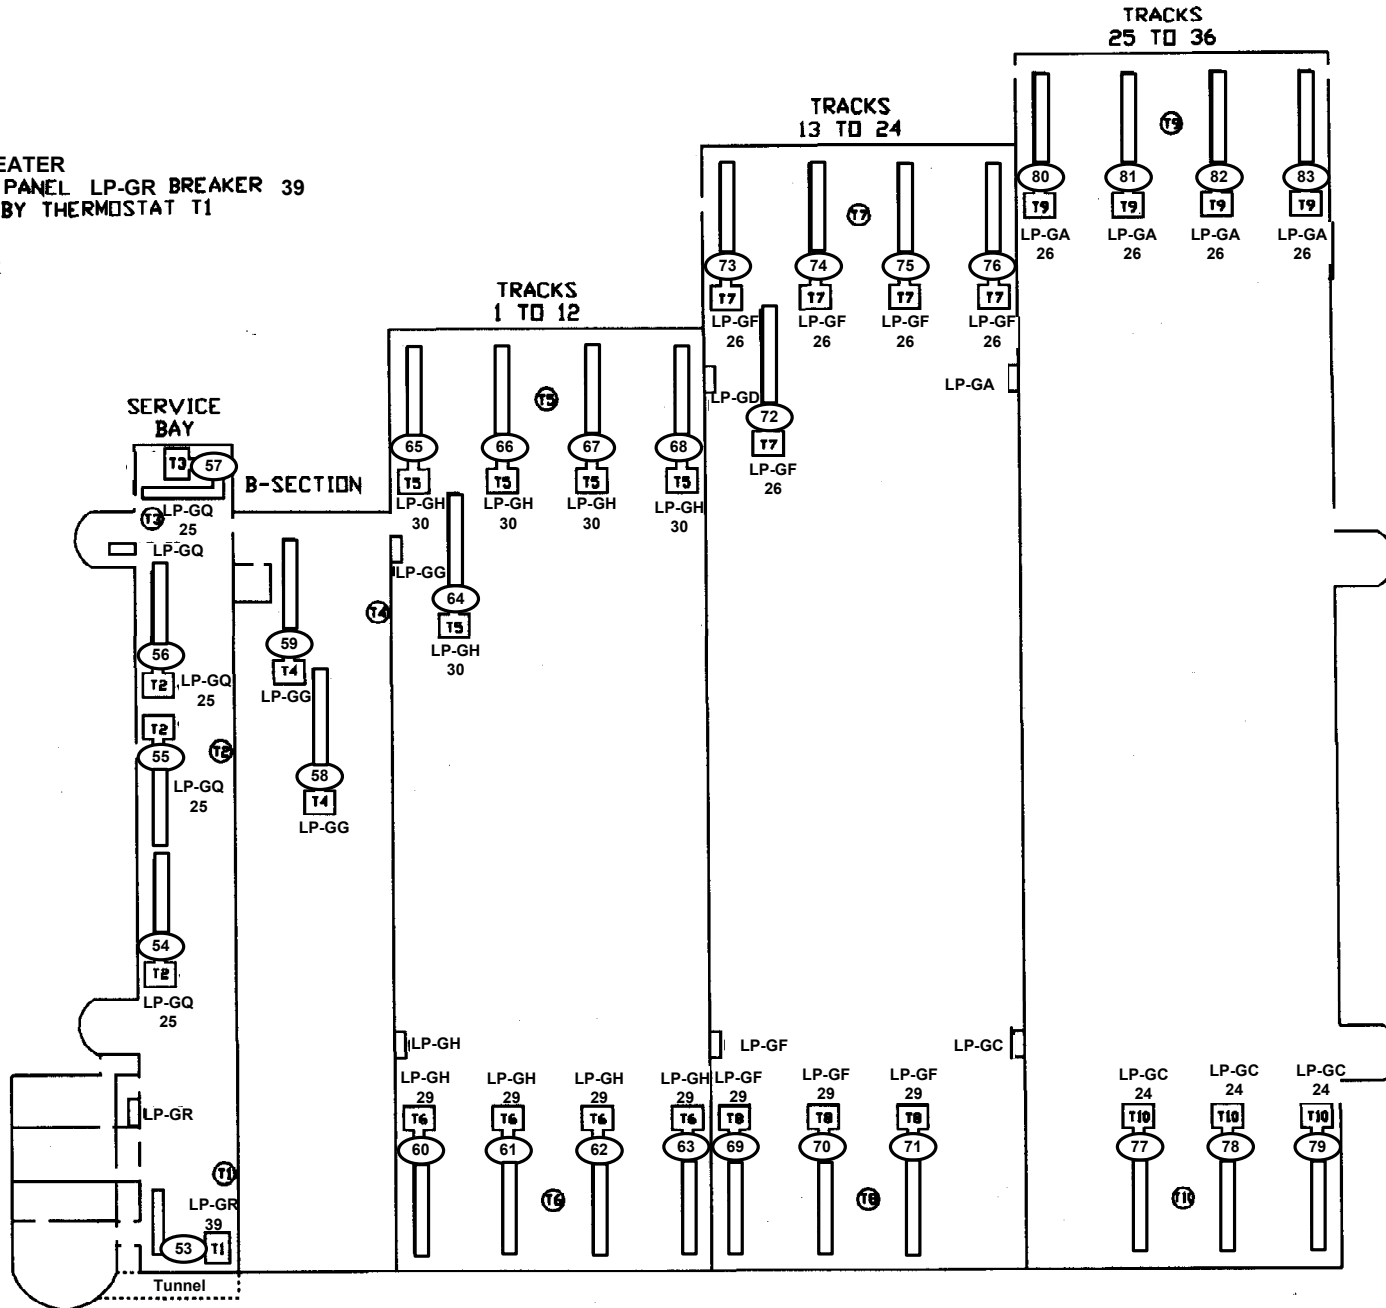 TRACKS
25 TO 36
TRACKS
13 TO 24
EATER
PANEL LP-GR BREAKER 39
BY THERMOSTAT T1
T9
80
81
82
83
T9
T9
T9
T9
LP-GA
LP-GA
LP-GA
LP-GA
26
26
26
26
T7
73
74
75
76
T7
T7
T7
T7
LP-GF
LP-GF
LP-GF
LP-GF
26
26
26
26
TRACKS
1 TO 12
LP-GD
LP-GA
72
T7
LP-GF
26
T5
65
66
67
68
T5
T5
T5
T5
LP-GH
LP-GH
LP-GH
LP-GH
30
30
30
30
SERVICE
BAY
T3
57
B-SECTION
LP-GQ
25
T3
LP-GQ
LP-GG
64
T5
LP-GH
30
T4
59
T4
LP-GG
56
T2
LP-GQ
25
T2
55
T2
LP-GQ
25
58
T4
LP-GG
54
T2
LP-GQ
25
LP-GH
LP-GF
LP-GC
LP-GH
LP-GH
LP-GH
LP-GH
LP-GF
LP-GF
LP-GF
LP-GC
LP-GC
LP-GC
29
29
29
29
29
29
29
24
24
24
T6
T6
T6
T6
T8
T8
T8
T10
T10
T10
60
61
62
63
69
70
71
77
78
79
T6
T8
T10
LP-GR
T1
LP-GR
39
53
T1
Tunnel